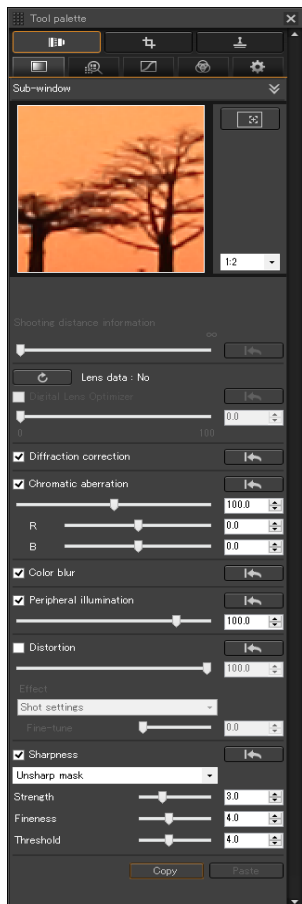 Tool palette
Sub-window
1:2
Shooting distance information
∞
Lens data : No
Digital Lens Optimizer
0.0
0 100
Diffraction correction
Chromatic aberration
100.0
R 0.0
B 0.0
Color blur
Peripheral illumination
100.0
Distortion
100.0
Effect
Shot settings
Fine-tune 0.0
Sharpness
Unsharp mask
Strength 3.0
Fineness 4.0
Threshold 4.0
Copy Paste